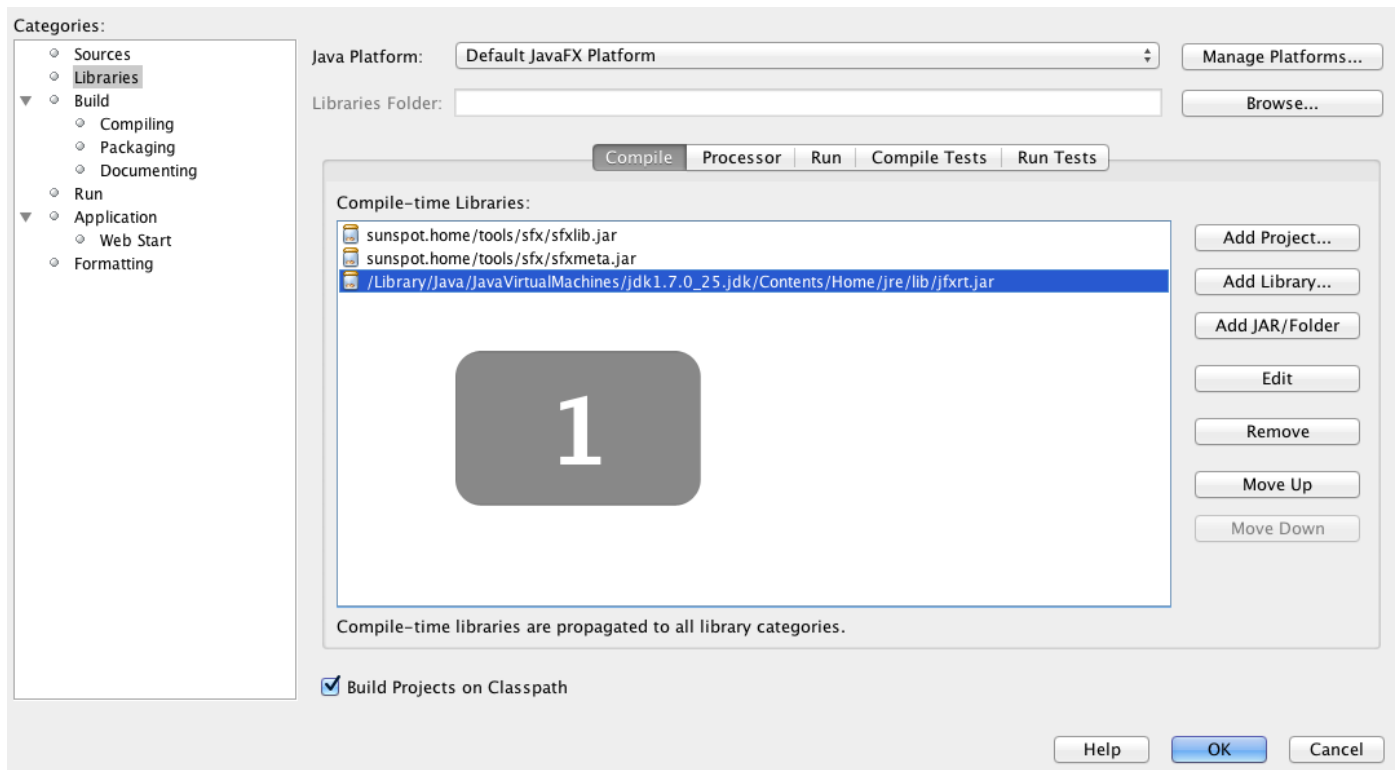 Categories:
Sources
Libraries
Build
Compiling
Packaging
Documenting
Run
Application
Web Start
Formatting
Java Platform: Default JavaFX Platform Manage Platforms...
Libraries Folder: Browse...
Compile Processor Run Compile Tests Run Tests
Compile-time Libraries:
sunspot.home/tools/sfx/sfxlib.jar
sunspot.home/tools/sfx/sfxmeta.jar
/Library/Java/JavaVirtualMachines/jdk1.7.0_25.jdk/Contents/Home/jre/lib/jfxrt.jar
1
Add Project...
Add Library...
Add JAR/Folder
Edit
Remove
Move Up
Move Down
Compile-time libraries are propagated to all library categories.
Build Projects on Classpath
Help OK Cancel